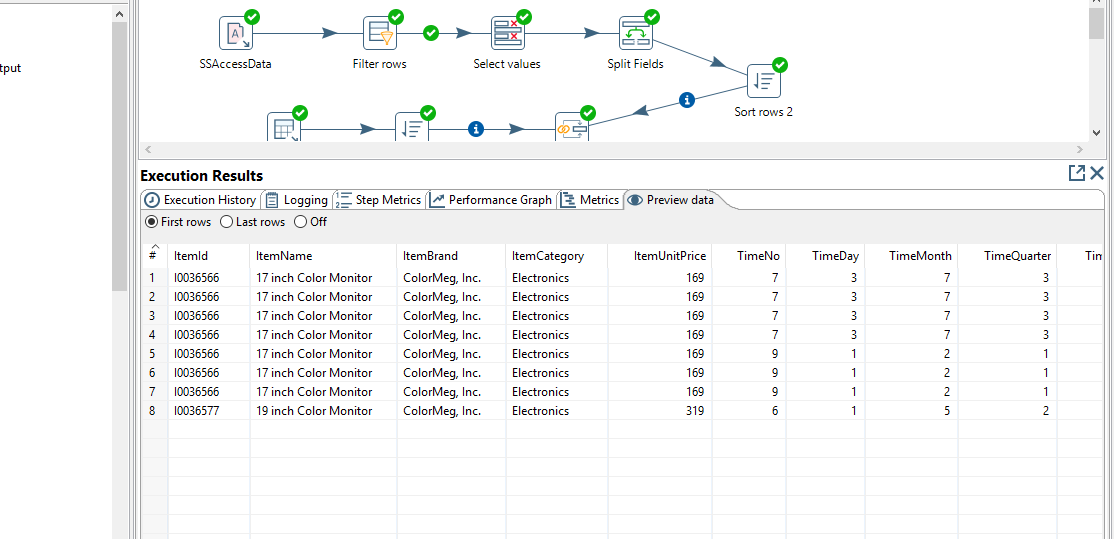 tput
SSAccessData
Filter rows
Select values
Split Fields
Sort rows 2
Execution Results
Execution History Logging Step Metrics Performance Graph Metrics Preview data
First rows Last rows Off
# ItemId ItemName ItemBrand ItemCategory ItemUnitPrice TimeNo TimeDay TimeMonth TimeQuarter Tim
1 I0036566 17 inch Color Monitor ColorMeg, Inc. Electronics 169 7 3 7 3
2 I0036566 17 inch Color Monitor ColorMeg, Inc. Electronics 169 7 3 7 3
3 I0036566 17 inch Color Monitor ColorMeg, Inc. Electronics 169 7 3 7 3
4 I0036566 17 inch Color Monitor ColorMeg, Inc. Electronics 169 7 3 7 3
5 I0036566 17 inch Color Monitor ColorMeg, Inc. Electronics 169 9 1 2 1
6 I0036566 17 inch Color Monitor ColorMeg, Inc. Electronics 169 9 1 2 1
7 I0036566 17 inch Color Monitor ColorMeg, Inc. Electronics 169 9 1 2 1
8 I0036577 19 inch Color Monitor ColorMeg, Inc. Electronics 319 6 1 5 2